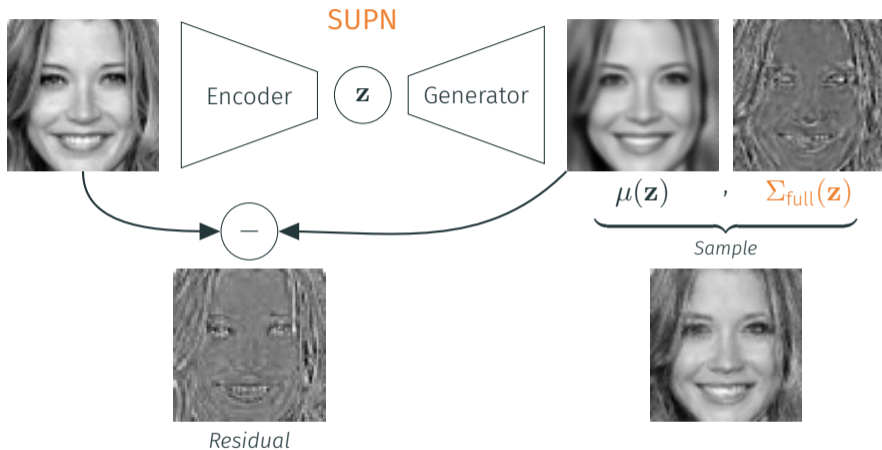 SUPN
Encoder
z
Generator
μ(z) , Σfull(z)
−
Sample
Residual